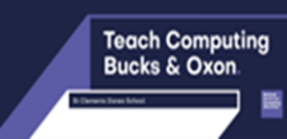 Teach Computing
Bucks & Oxon.
St Clements Danes School